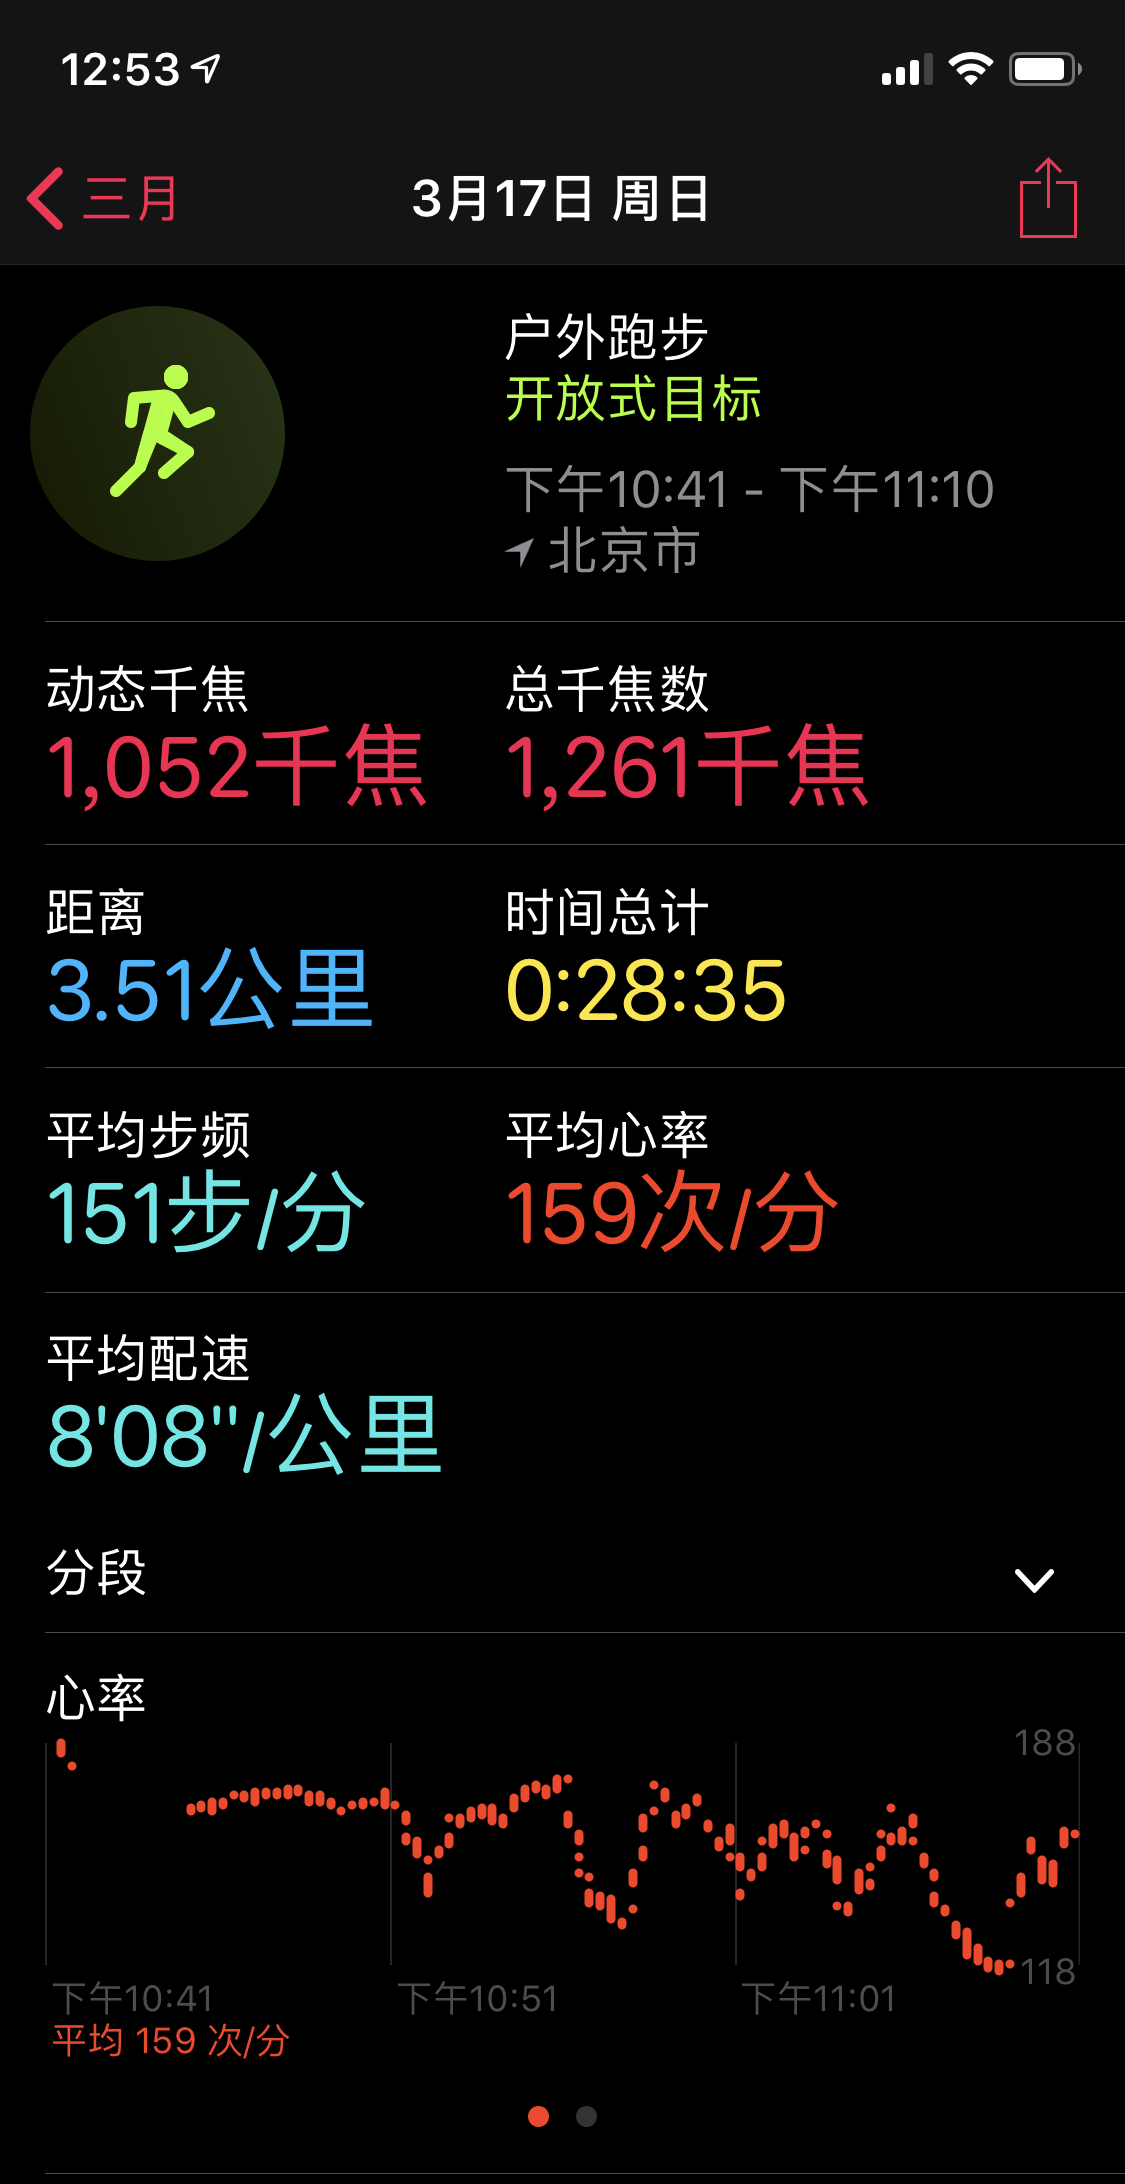 12:53
三月
3月17日 周日
户外跑步
开放式目标
下午10:41 - 下午11:10
北京市
动态千焦 总千焦数
1,052千焦 1,261千焦
距离 时间总计
3.51公里 0:28:35
平均步频 平均心率
151步/分 159次/分
平均配速
8'08"/公里
分段
心率
188
118
下午10:41 下午10:51 下午11:01
平均 159 次/分